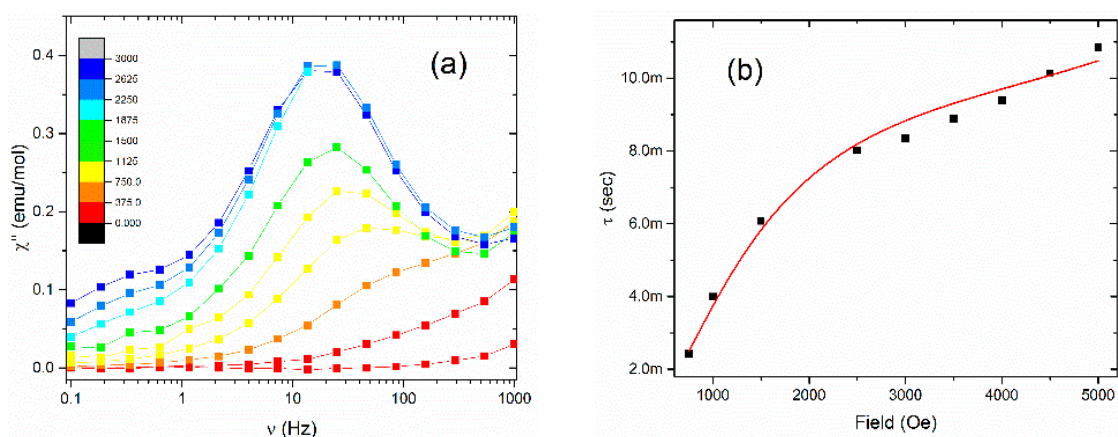 (a)
0.4
0.3
0.2
0.1
0.0
χ'' (emu/mol)
3000
2625
2250
1875
1500
1125
750.0
375.0
0.000
0.1 1 10 100 1000
ν (Hz)
(b)
10.0m
8.0m
6.0m
4.0m
2.0m
τ (sec)
1000 2000 3000 4000 5000
Field (Oe)